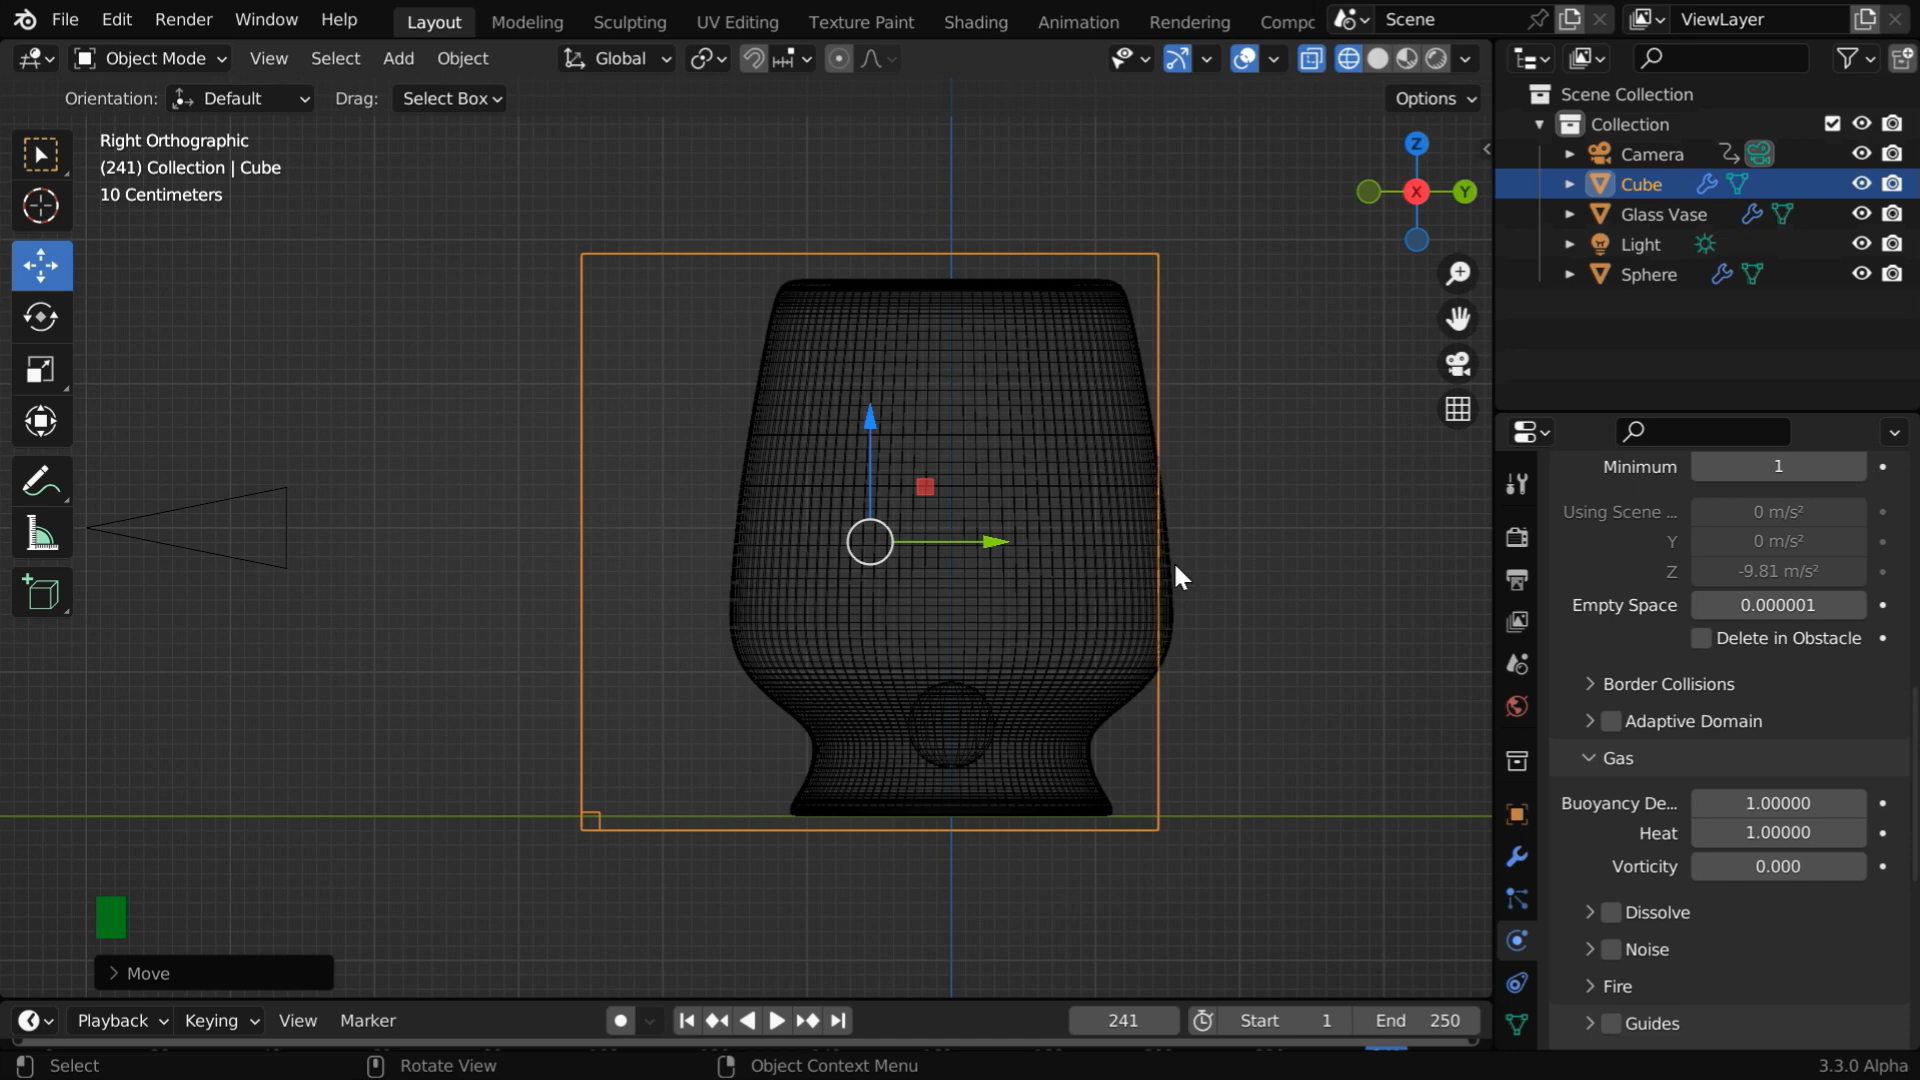 File Edit Render Window Help Layout Modeling Sculpting UV Editing Texture Paint Shading Animation Rendering Compc Scene ViewLayer
Object Mode View Select Add Object Global
Orientation: Default Drag: Select Box Options
Right Orthographic
(241) Collection | Cube
10 Centimeters
Z
X
Y
Move
Scene Collection
Collection
Camera
Cube
Glass Vase
Light
Sphere
Minimum 1
Using Scene ... 0 m/s²
Y 0 m/s²
Z -9.81 m/s²
Empty Space 0.000001
Delete in Obstacle
Border Collisions
Adaptive Domain
Gas
Buoyancy De... 1.00000
Heat 1.00000
Vorticity 0.000
Dissolve
Noise
Fire
Guides
Playback Keying View Marker 241 Start 1 End 250
Select Rotate View Object Context Menu 3.3.0 Alpha